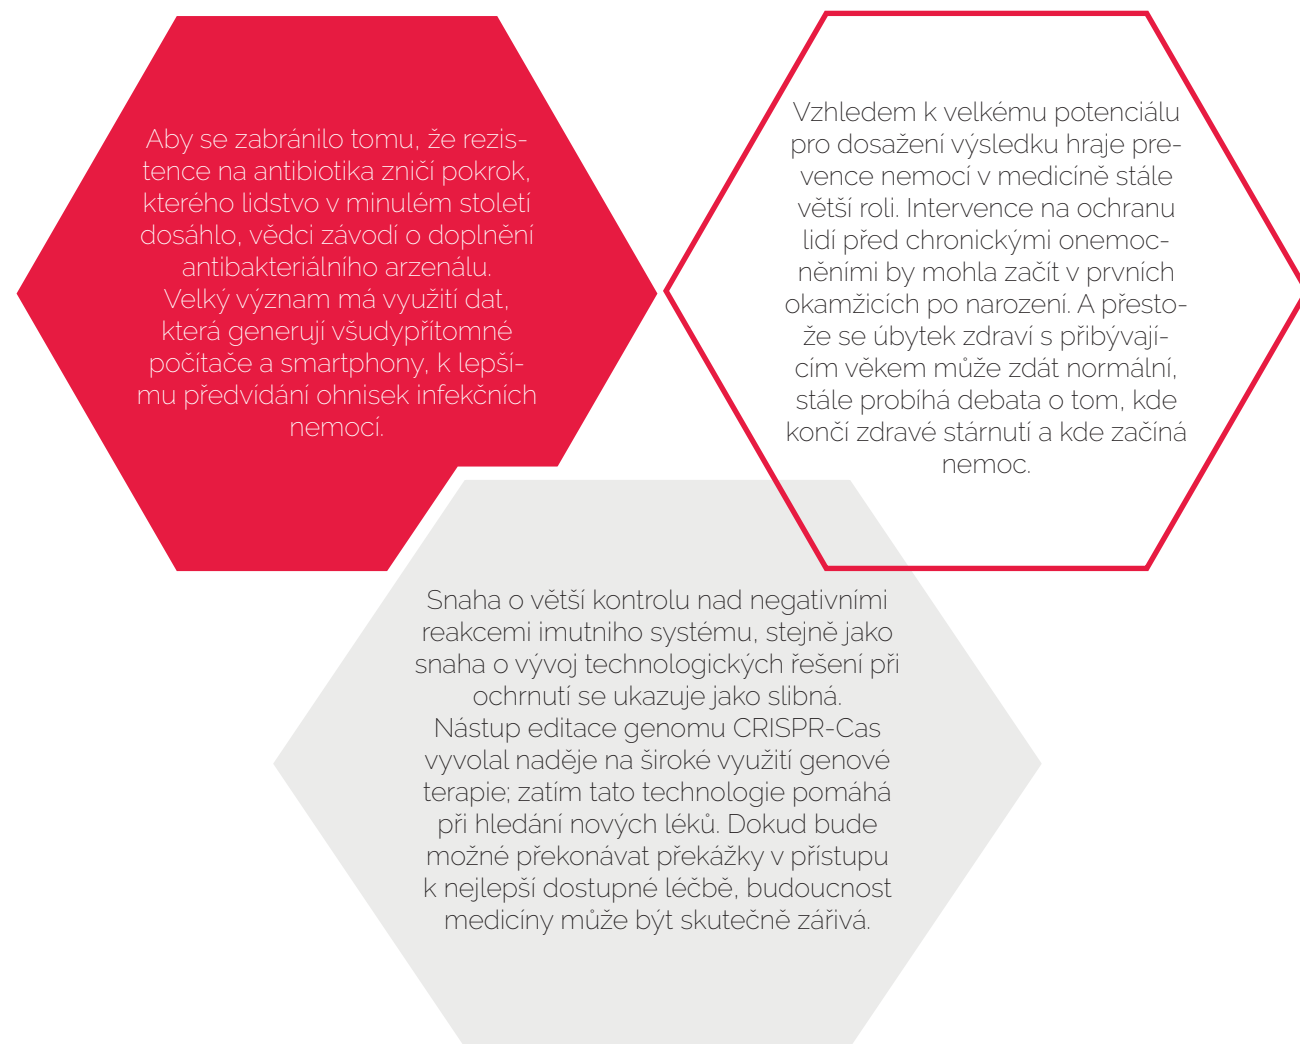 Aby se zabránilo tomu, že rezis-
tence na antibiotika zničí pokrok,
kterého lidstvo v minulém století
dosáhlo, vědci závodí o doplnění
antibakteriálního arzenálu.
Velký význam má využití dat,
která generují všudypřítomné
počítače a smartphony, k lepší-
mu předvídání ohnisek infekčních
nemocí.
Vzhledem k velkému potenciálu
pro dosažení výsledku hraje pre-
vence nemocí v medicíně stále
větší roli. Intervence na ochranu
lidí před chronickými onemoc-
něními by mohla začít v prvních
okamžicích po narození. A přesto-
že se úbytek zdraví s přibývají-
cím věkem může zdát normální,
stále probíhá debata o tom, kde
končí zdravé stárnutí a kde začíná
nemoc.
Snaha o větší kontrolu nad negativními
reakcemi imutniho systému, stejně jako
snaha o vývoj technologických řešení při
ochrnutí se ukazuje jako slibná.
Nástup editace genomu CRISPR-Cas
vyvolal naděje na široké využití genové
terapie; zatím tato technologie pomáhá
při hledání nových léků. Dokud bude
možné překonávat překážky v přístupu
k nejlepší dostupné léčbě, budoucnost
medicíny může být skutečně zářivá.